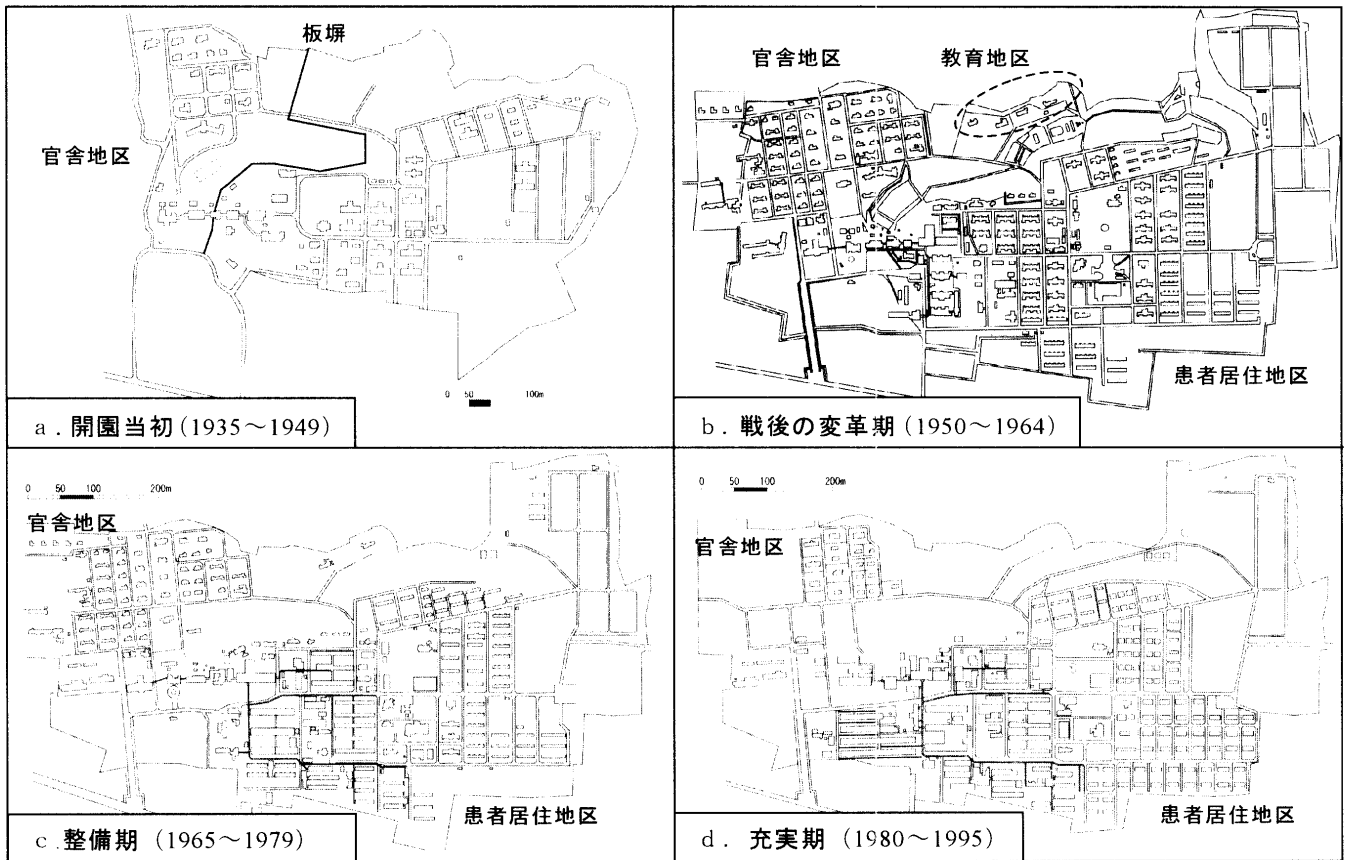 板塀
官舎地区
0 50 100m
a．開園当初（1935～1949）
官舎地区
教育地区
患者居住地区
b．戦後の変革期（1950～1964）
0 50 100 200m
官舎地区
患者居住地区
c．整備期（1965～1979）
0 50 100 200m
官舎地区
患者居住地区
d．充実期（1980～1995）